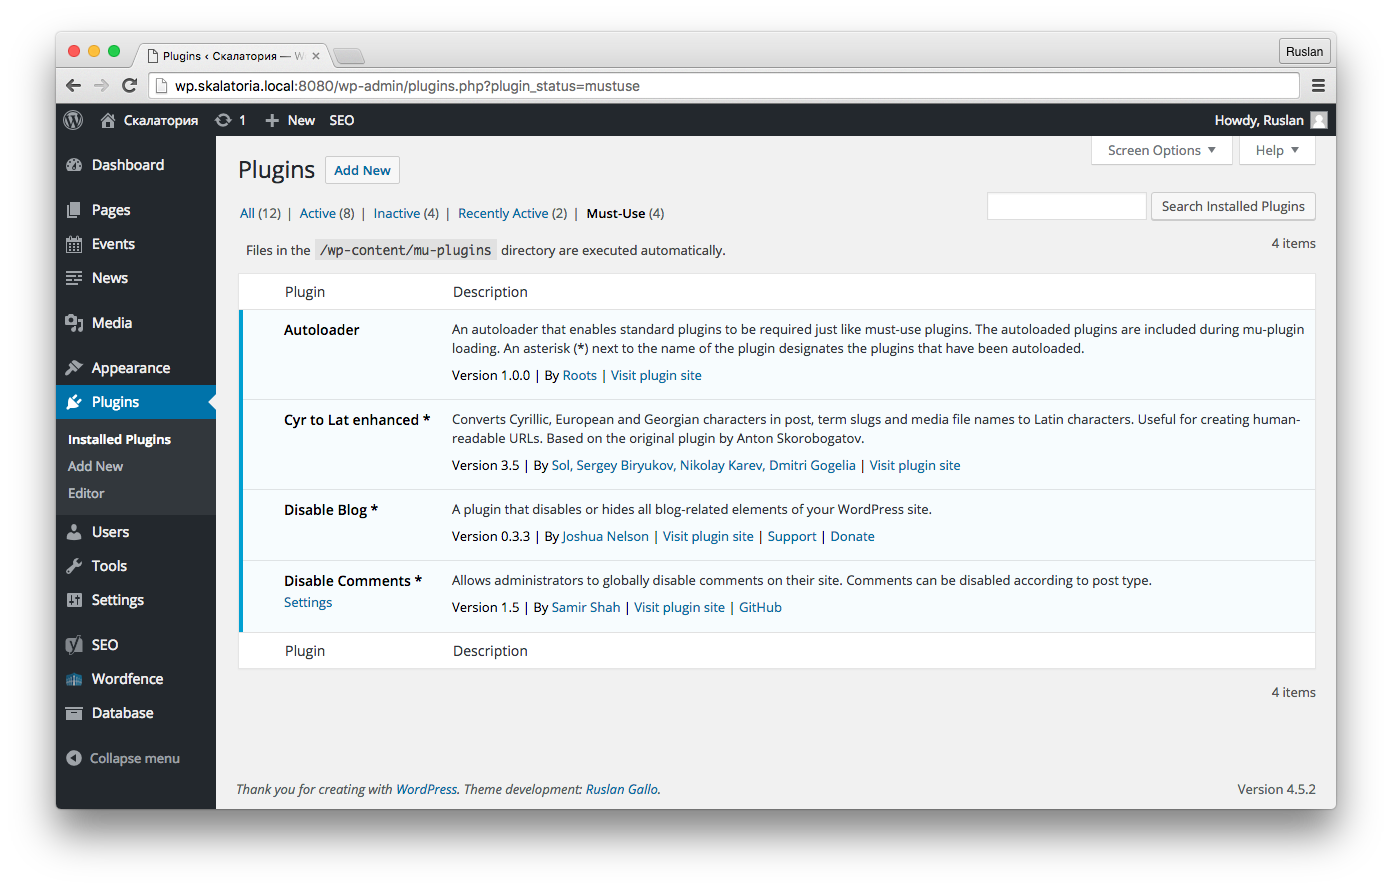 Plugins ‹ Скалатория — W
Ruslan
wp.skalatoria.local:8080/wp-admin/plugins.php?plugin_status=mustuse
Скалатория 1 New SEO Howdy, Ruslan
Dashboard
Pages
Events
News
Media
Appearance
Plugins
Installed Plugins
Add New
Editor
Users
Tools
Settings
SEO
Wordfence
Database
Collapse menu
Screen Options Help
Plugins Add New
All (12) | Active (8) | Inactive (4) | Recently Active (2) | Must-Use (4)
Search Installed Plugins
Files in the /wp-content/mu-plugins directory are executed automatically.
4 items
Plugin Description
Autoloader
An autoloader that enables standard plugins to be required just like must-use plugins. The autoloaded plugins are included during mu-plugin
loading. An asterisk (*) next to the name of the plugin designates the plugins that have been autoloaded.
Version 1.0.0 | By Roots | Visit plugin site
Cyr to Lat enhanced *
Converts Cyrillic, European and Georgian characters in post, term slugs and media file names to Latin characters. Useful for creating human-
readable URLs. Based on the original plugin by Anton Skorobogatov.
Version 3.5 | By Sol, Sergey Biryukov, Nikolay Karev, Dmitri Gogelia | Visit plugin site
Disable Blog *
A plugin that disables or hides all blog-related elements of your WordPress site.
Version 0.3.3 | By Joshua Nelson | Visit plugin site | Support | Donate
Disable Comments *
Settings
Allows administrators to globally disable comments on their site. Comments can be disabled according to post type.
Version 1.5 | By Samir Shah | Visit plugin site | GitHub
Plugin Description
4 items
Thank you for creating with WordPress. Theme development: Ruslan Gallo.
Version 4.5.2